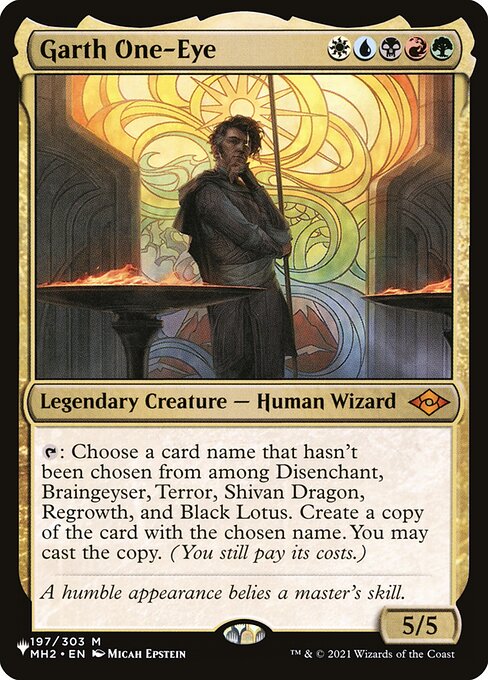 Garth One-Eye
Legendary Creature — Human Wizard
: Choose a card name that hasn't
been chosen from among Disenchant,
Braingeyser, Terror, Shivan Dragon,
Regrowth, and Black Lotus. Create a copy
of the card with the chosen name. You may
cast the copy. (You still pay its costs.)
A humble appearance belies a master's skill.
5/5
197/303 M
MH2 • EN Micah Epstein
™ & © 2021 Wizards of the Coast